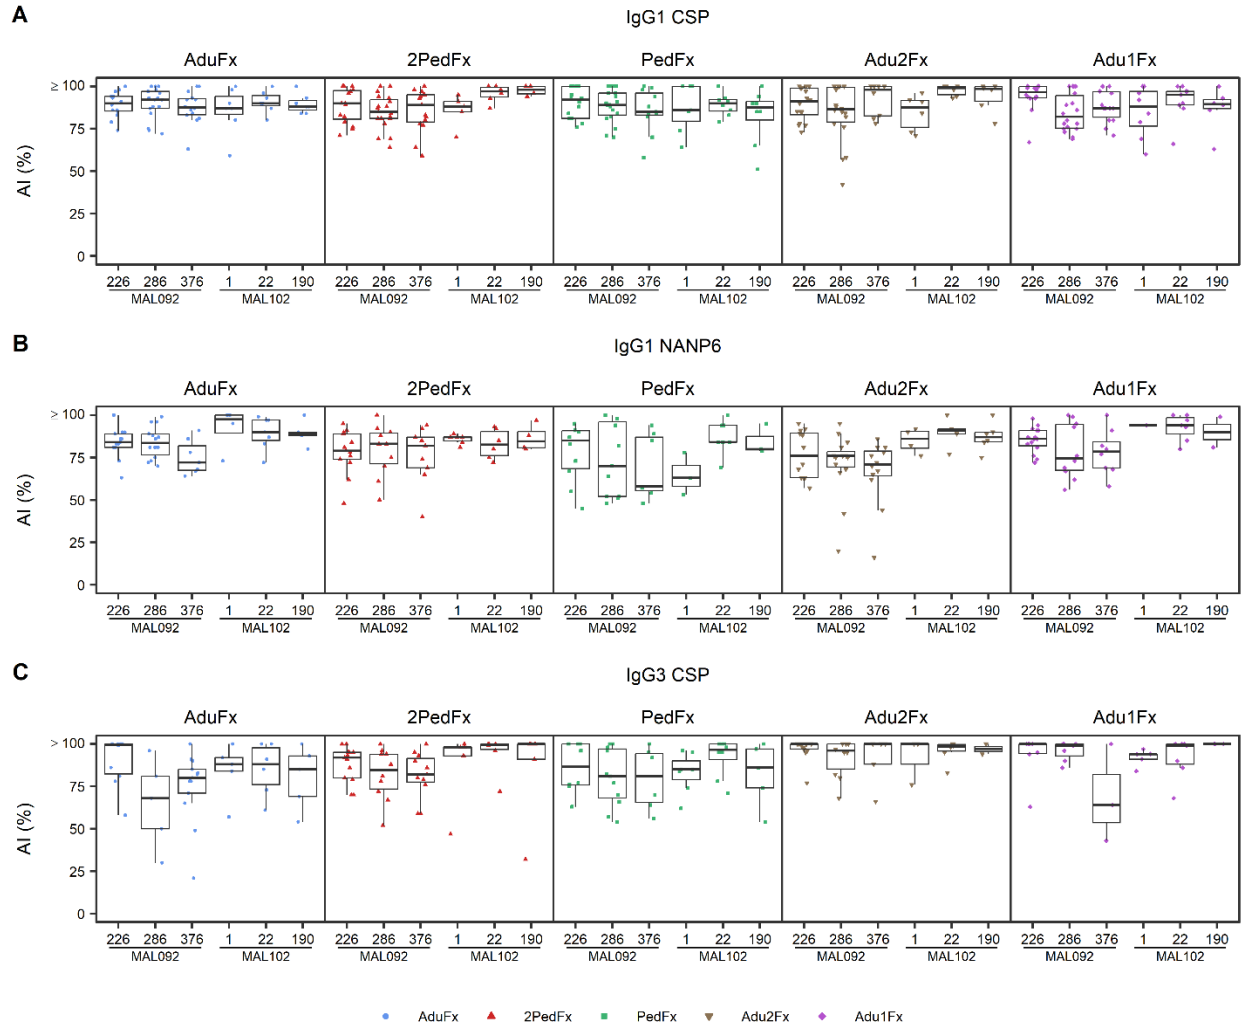 A
IgG1 CSP
AduFx 2PedFx PedFx Adu2Fx Adu1Fx
AI (%)
≥ 100
75
50
25
0
226 286 376 1 22 190 226 286 376 1 22 190 226 286 376 1 22 190 226 286 376 1 22 190 226 286 376 1 22 190
MAL092 MAL102 MAL092 MAL102 MAL092 MAL102 MAL092 MAL102 MAL092 MAL102
B
IgG1 NANP6
AduFx 2PedFx PedFx Adu2Fx Adu1Fx
AI (%)
> 100
75
50
25
0
226 286 376 1 22 190 226 286 376 1 22 190 226 286 376 1 22 190 226 286 376 1 22 190 226 286 376 1 22 190
MAL092 MAL102 MAL092 MAL102 MAL092 MAL102 MAL092 MAL102 MAL092 MAL102
C
IgG3 CSP
AduFx 2PedFx PedFx Adu2Fx Adu1Fx
AI (%)
> 100
75
50
25
0
226 286 376 1 22 190 226 286 376 1 22 190 226 286 376 1 22 190 226 286 376 1 22 190 226 286 376 1 22 190
MAL092 MAL102 MAL092 MAL102 MAL092 MAL102 MAL092 MAL102 MAL092 MAL102
AduFx 2PedFx PedFx Adu2Fx Adu1Fx